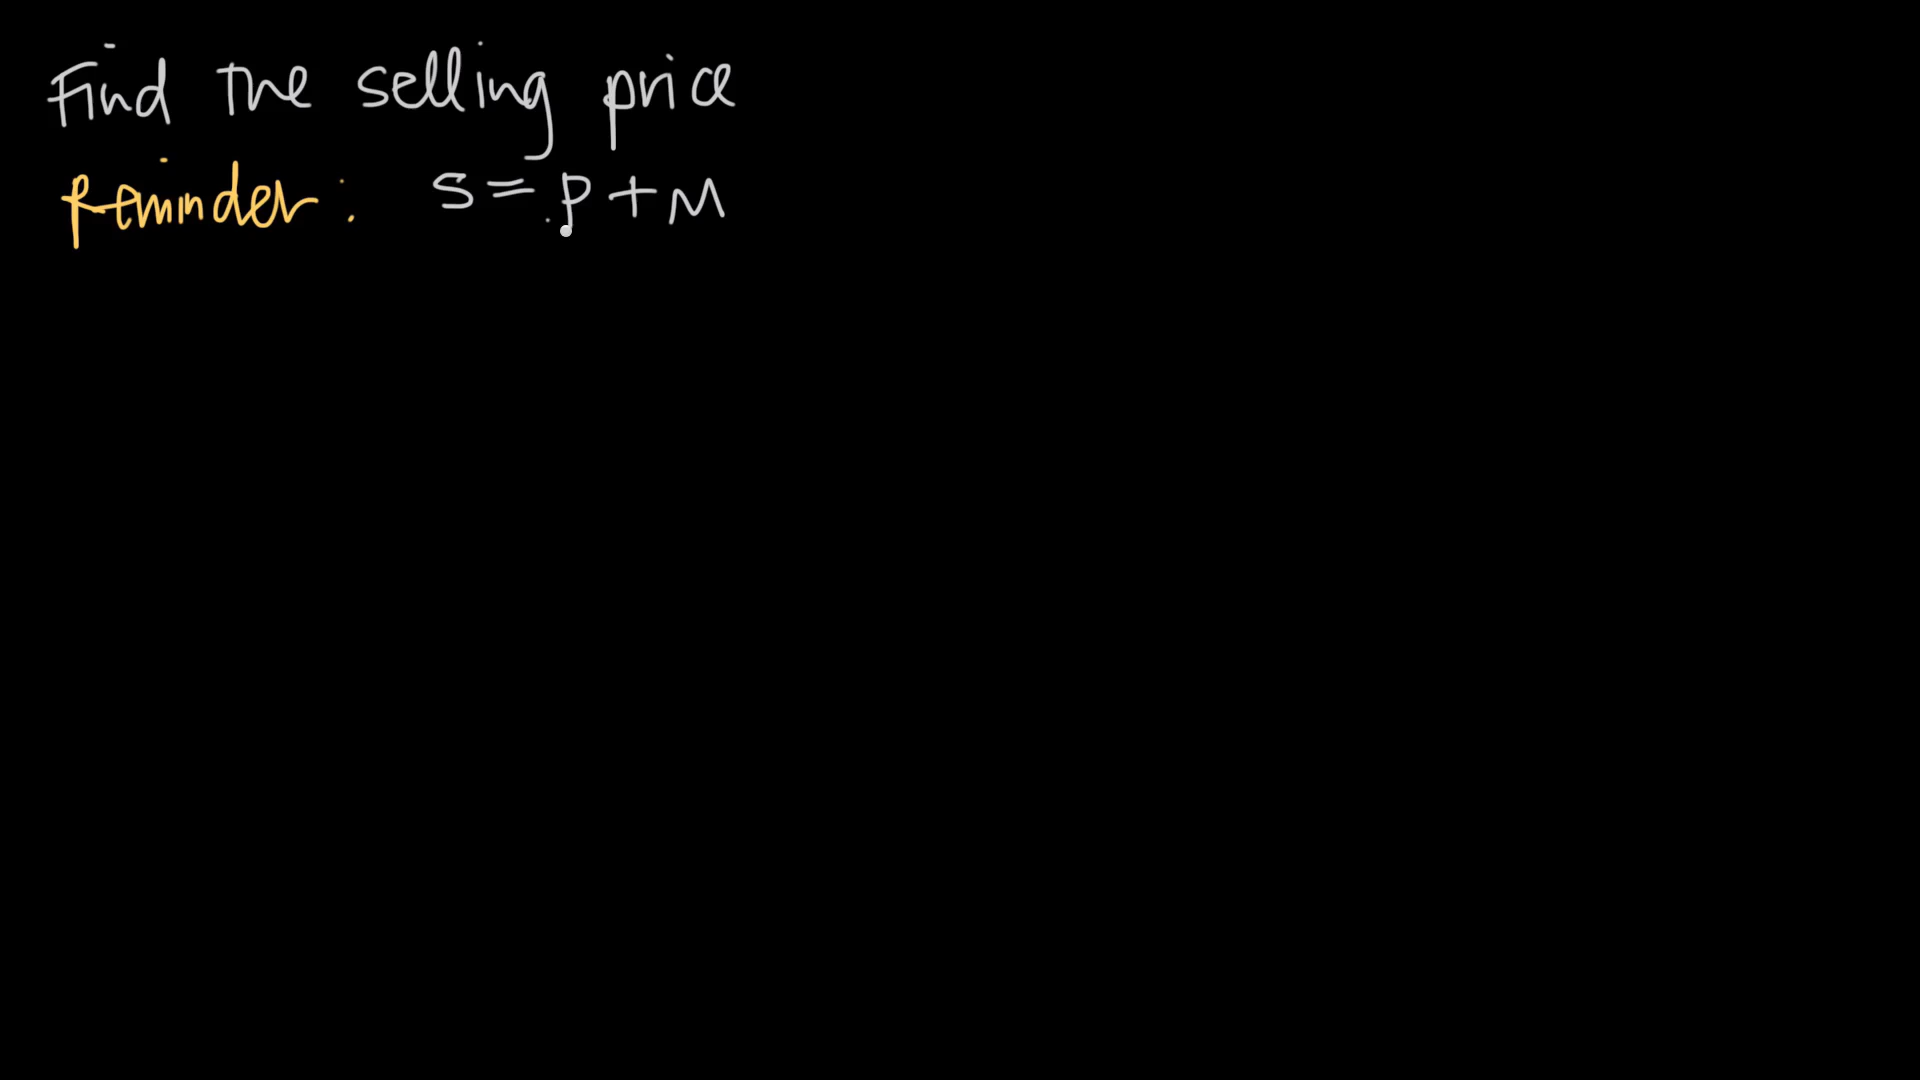 Find the selling price
Reminder: S = P + M